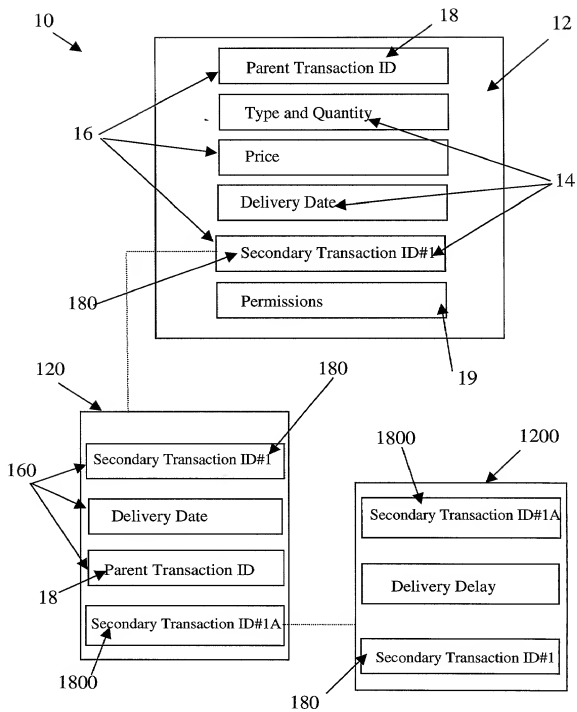 10
18
12
Parent Transaction ID
Type and Quantity
16
Price
14
Delivery Date
Secondary Transaction ID#1
180
Permissions
19
120
180
Secondary Transaction ID#1
160
Delivery Date
Parent Transaction ID
18
Secondary Transaction ID#1A
1800
1800
1200
Secondary Transaction ID#1A
Delivery Delay
Secondary Transaction ID#1
180